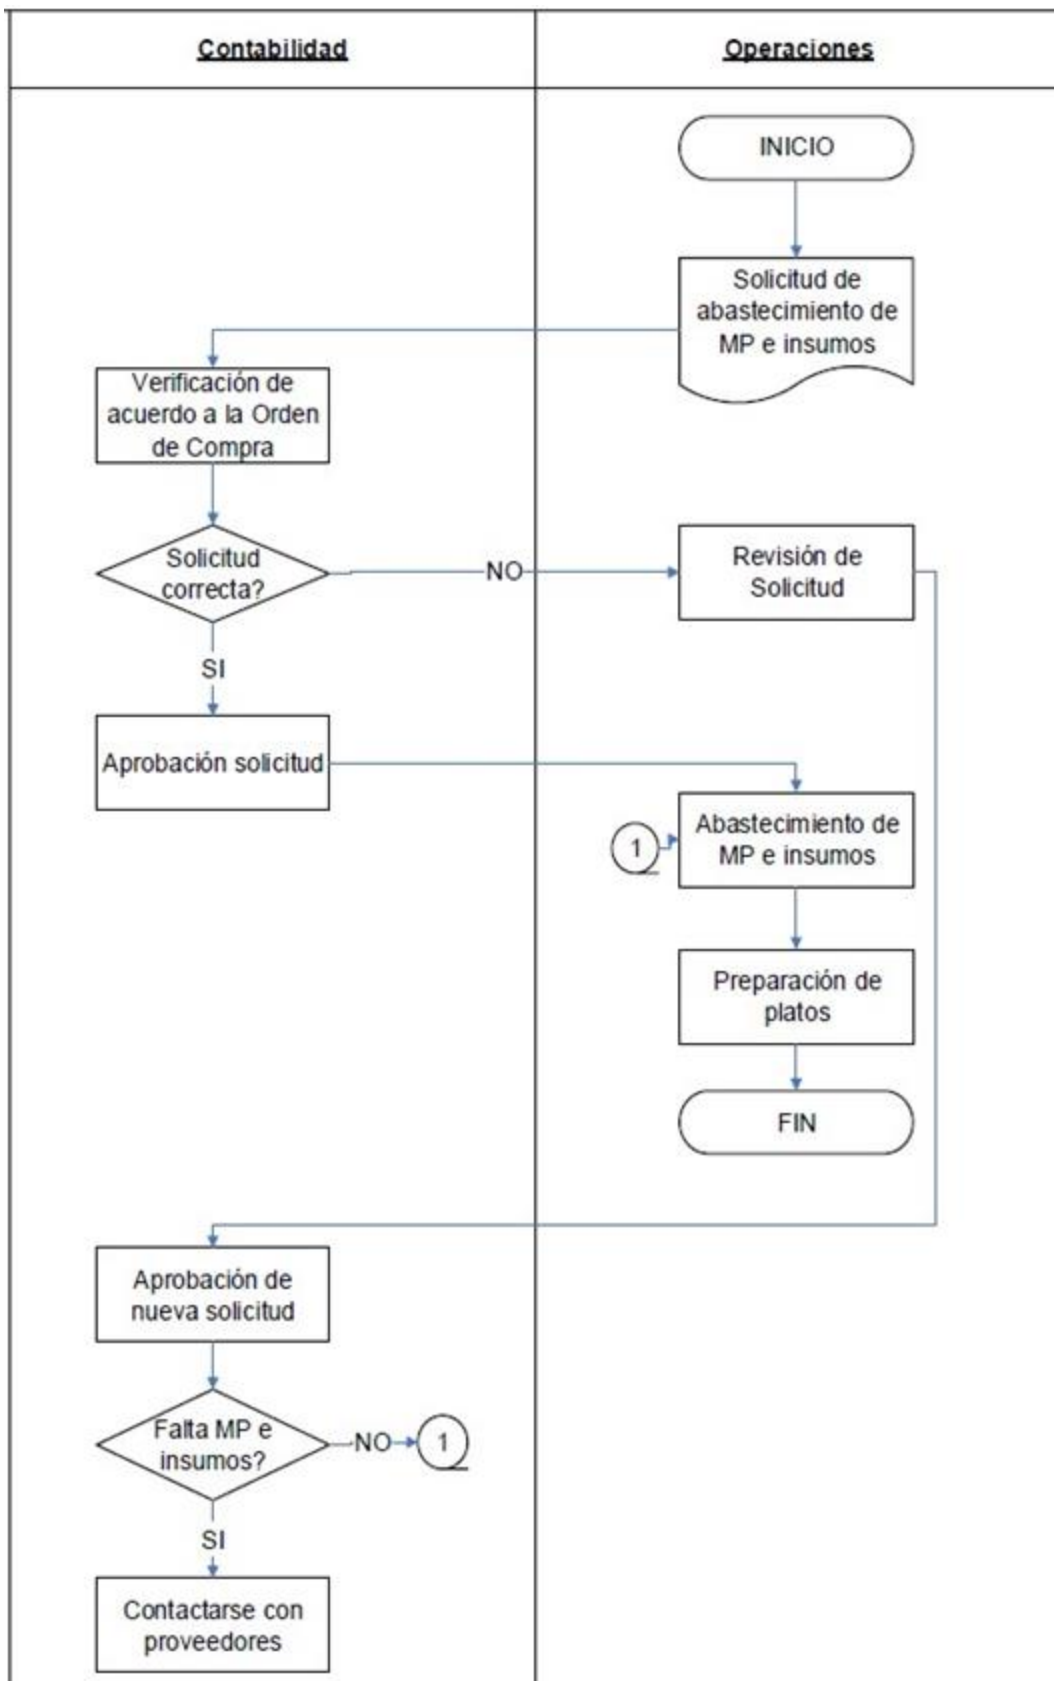 Contabilidad
Operaciones
INICIO
Solicitud de
abastecimiento de
MP e insumos
Verificación de
acuerdo a la Orden
de Compra
Solicitud
correcta?
NO
Revisión de
Solicitud
SI
Aprobación solicitud
Abastecimiento de
MP e insumos
1
Preparación de
platos
FIN
Aprobación de
nueva solicitud
Falta MP e
insumos?
NO
1
SI
Contactarse con
proveedores